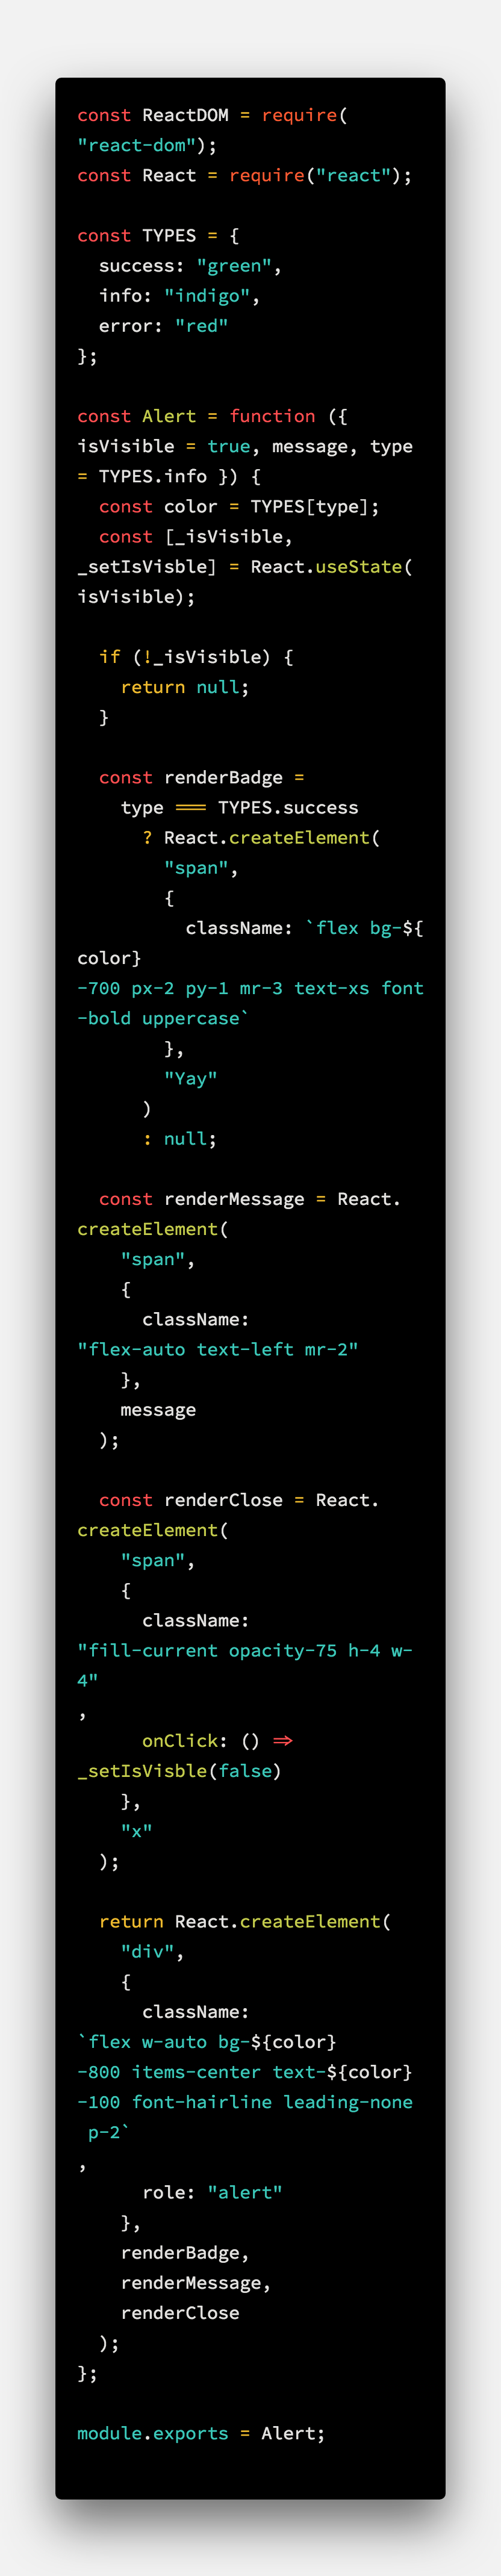 const ReactDOM = require(
"react-dom");
const React = require("react");
const TYPES = {
  success: "green",
  info: "indigo",
  error: "red"
};
const Alert = function ({
isVisible = true, message, type
= TYPES.info }) {
  const color = TYPES[type];
  const [_isVisible,
_setIsVisble] = React.useState(
isVisible);
  if (!_isVisible) {
    return null;
  }
  const renderBadge =
    type === TYPES.success
      ? React.createElement(
        "span",
        {
          className: `flex bg-${
color}
-700 px-2 py-1 mr-3 text-xs font
-bold uppercase`
        },
        "Yay"
      )
      : null;
  const renderMessage = React.
createElement(
    "span",
    {
      className:
"flex-auto text-left mr-2"
    },
    message
  );
  const renderClose = React.
createElement(
    "span",
    {
      className:
"fill-current opacity-75 h-4 w-
4"
,
      onClick: () =>
_setIsVisble(false)
    },
    "x"
  );
  return React.createElement(
    "div",
    {
      className:
`flex w-auto bg-${color}
-800 items-center text-${color}
-100 font-hairline leading-none
 p-2`
,
      role: "alert"
    },
    renderBadge,
    renderMessage,
    renderClose
  );
};
module.exports = Alert;